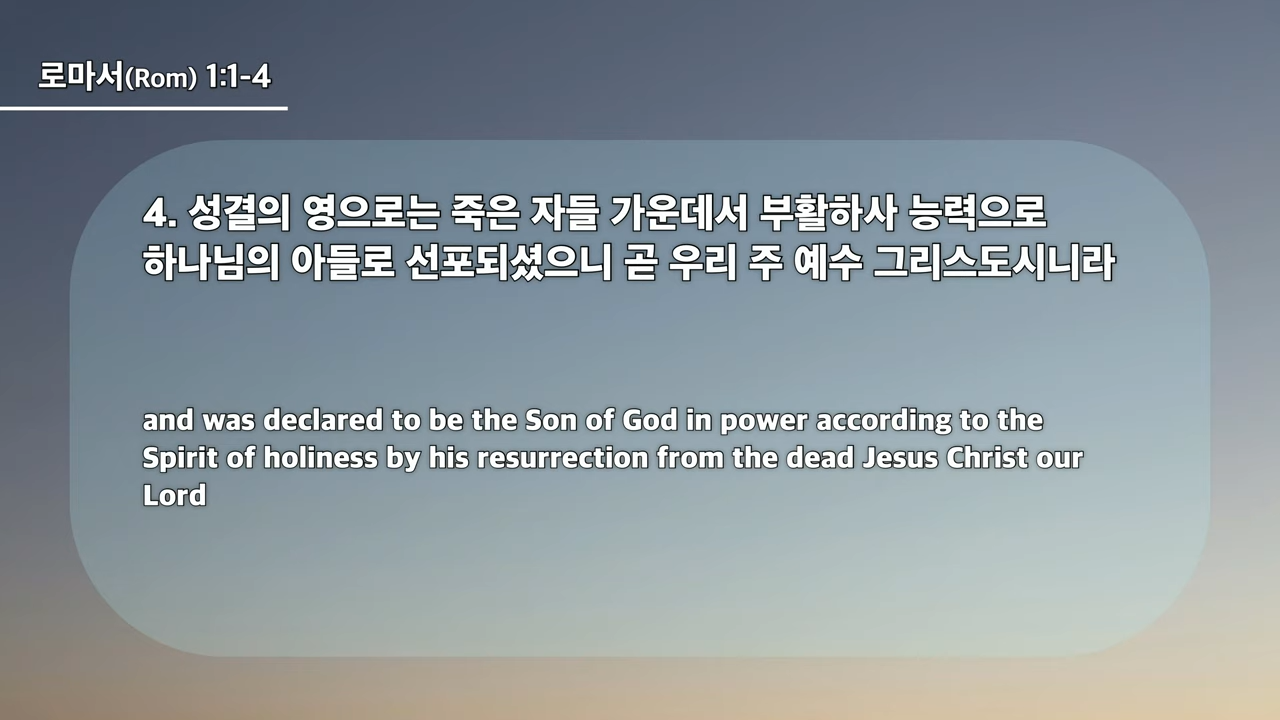 로마서(Rom) 1:1-4
4. 성결의 영으로는 죽은 자들 가운데서 부활하사 능력으로
하나님의 아들로 선포되셨으니 곧 우리 주 예수 그리스도시니라
and was declared to be the Son of God in power according to the
Spirit of holiness by his resurrection from the dead Jesus Christ our
Lord